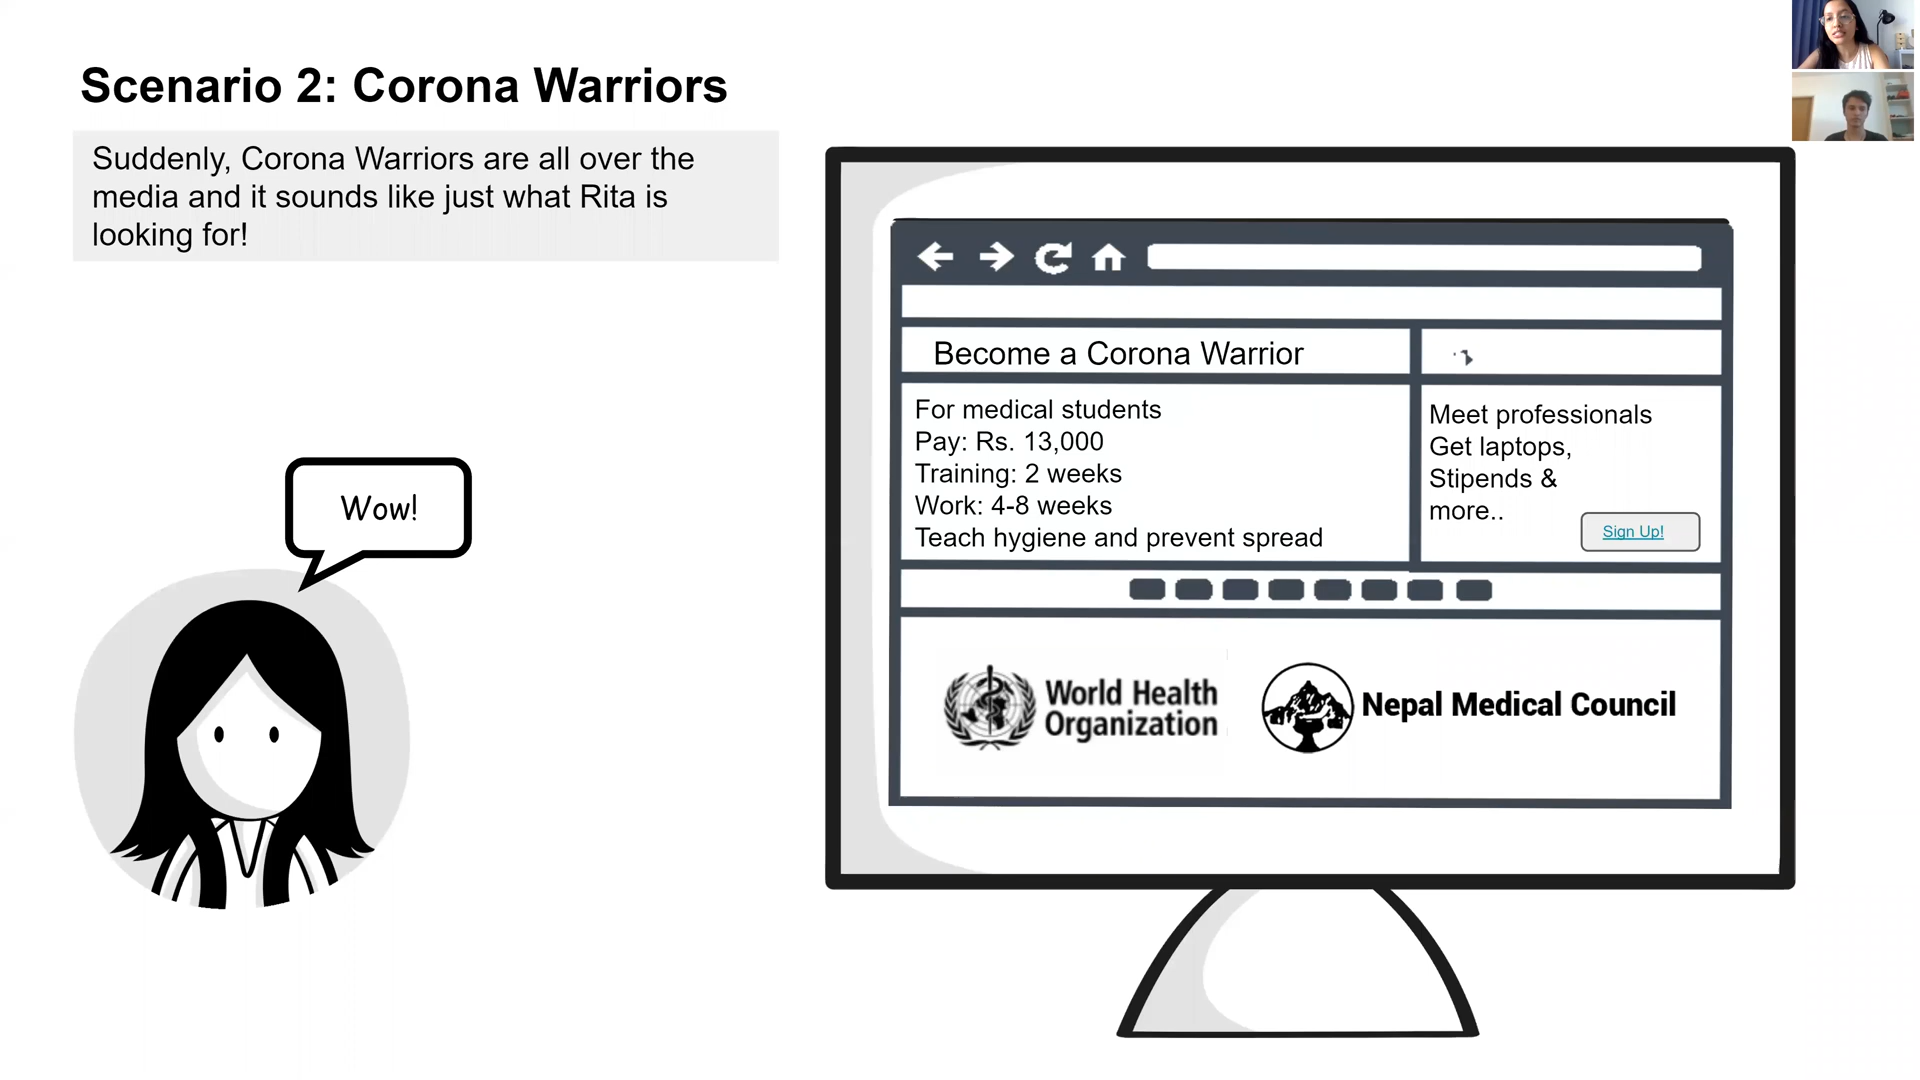 Scenario 2: Corona Warriors
Suddenly, Corona Warriors are all over the
media and it sounds like just what Rita is
looking for!
Wow!
Become a Corona Warrior
For medical students
Pay: Rs. 13,000
Training: 2 weeks
Work: 4-8 weeks
Teach hygiene and prevent spread
Meet professionals
Get laptops,
Stipends &
more..
Sign Up!
World Health
Organization
Nepal Medical Council